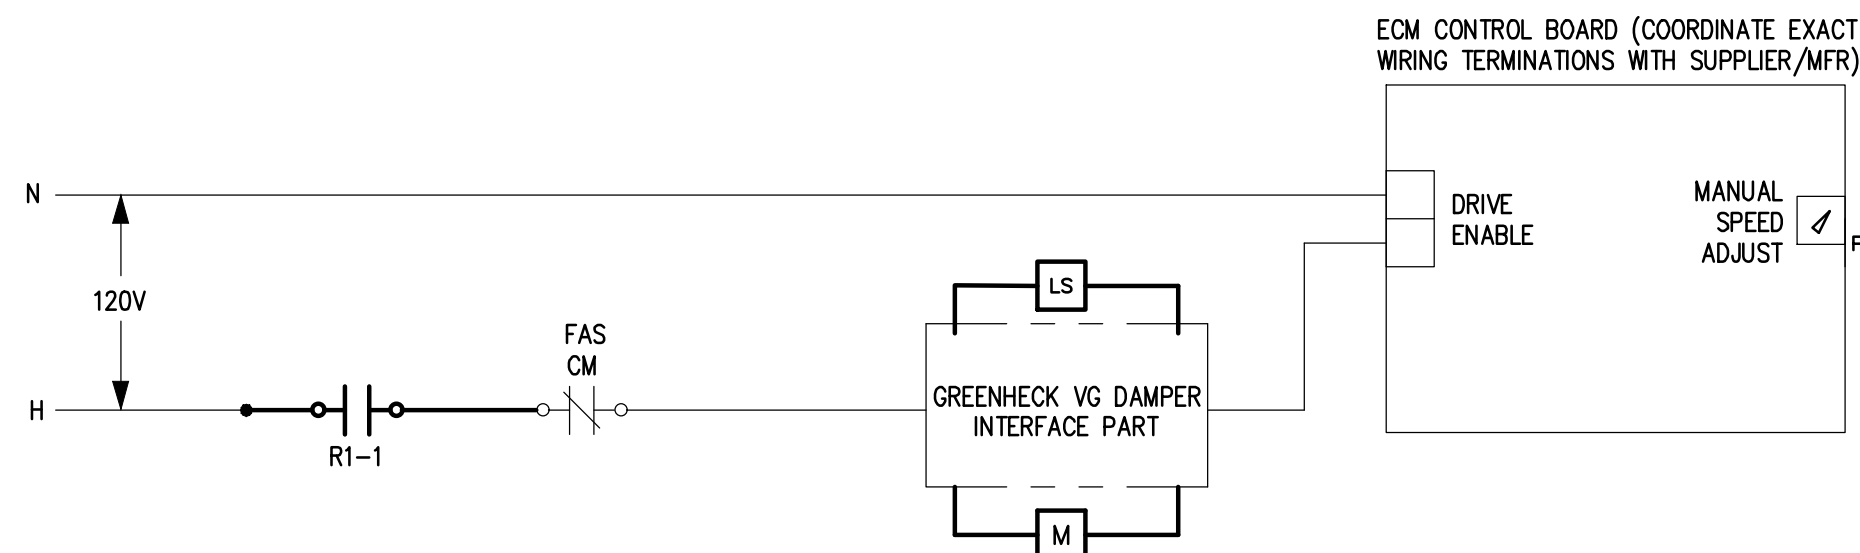 ECM CONTROL BOARD (COORDINATE EXACT
WIRING TERMINATIONS WITH SUPPLIER/MFR)
N
DRIVE
ENABLE
MANUAL
SPEED
ADJUST
F
120V
LS
FAS
CM
H
R1-1
GREENHECK VG DAMPER
INTERFACE PART
M